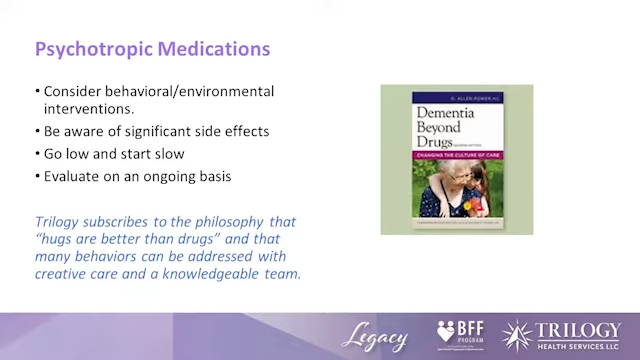 Psychotropic Medications
• Consider behavioral/environmental
interventions.
• Be aware of significant side effects
• Go low and start slow
• Evaluate on an ongoing basis
Trilogy subscribes to the philosophy that
“hugs are better than drugs” and that
many behaviors can be addressed with
creative care and a knowledgeable team.
G. ALLEN POWER, MD
Dementia
Beyond
Drugs SECOND EDITION
CHANGING THE CULTURE OF CARE
Legacy
BFF
PROGRAM
TRILOGY
HEALTH SERVICES, LLC